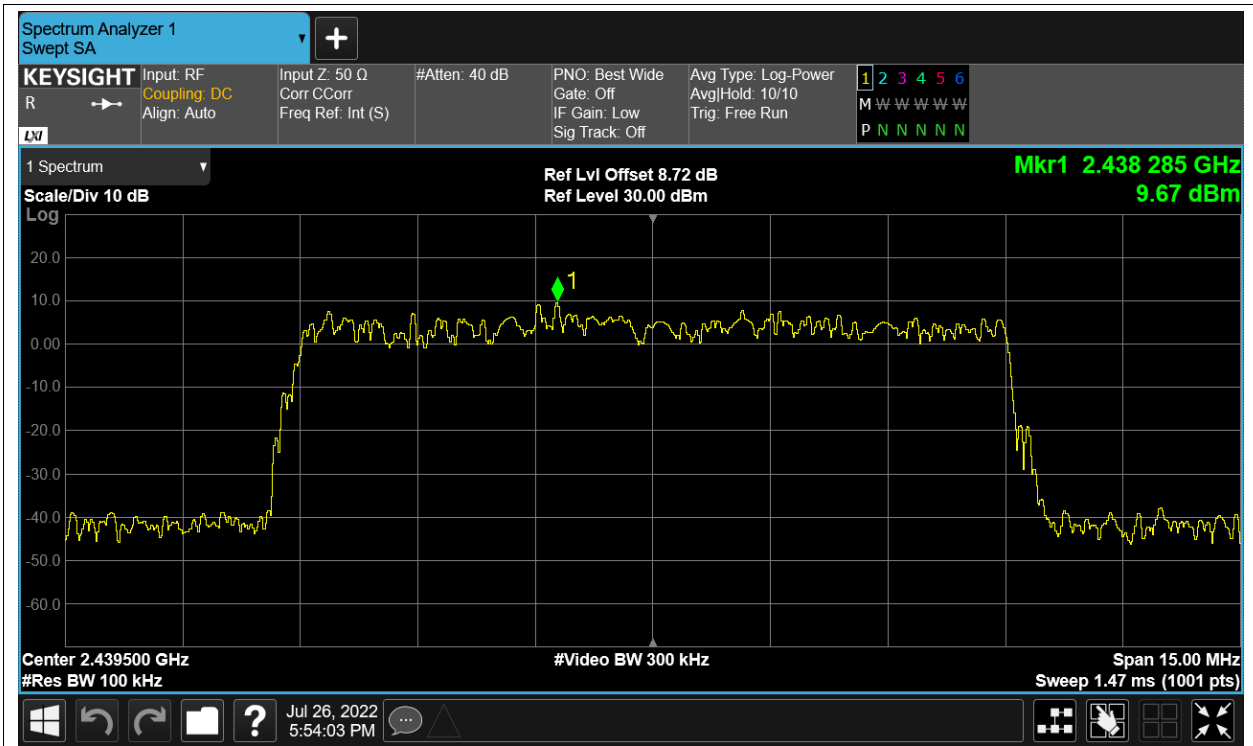 Spectrum Analyzer 1
Swept SA
KEYSIGHT
R
LXI
Input: RF
Coupling: DC
Align: Auto
Input Z: 50 Ω
Corr CCorr
Freq Ref: Int (S)
#Atten: 40 dB
PNO: Best Wide
Gate: Off
IF Gain: Low
Sig Track: Off
Avg Type: Log-Power
Avg|Hold: 10/10
Trig: Free Run
1 2 3 4 5 6
M W W W W W
P N N N N N
1 Spectrum
Scale/Div 10 dB
Log
Ref Lvl Offset 8.72 dB
Ref Level 30.00 dBm
Mkr1 2.438 285 GHz
9.67 dBm
1
20.0
10.0
0.00
-10.0
-20.0
-30.0
-40.0
-50.0
-60.0
Center 2.439500 GHz
#Res BW 100 kHz
#Video BW 300 kHz
Span 15.00 MHz
Sweep 1.47 ms (1001 pts)
?
Jul 26, 2022
5:54:03 PM